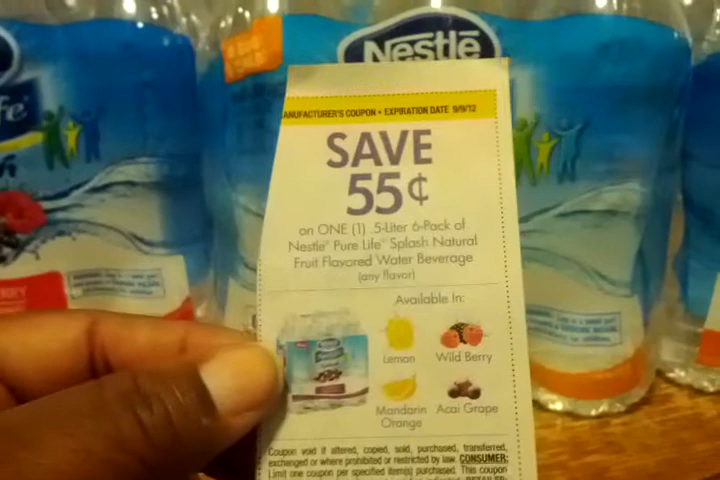 Nestlé
fe
MANUFACTURER'S COUPON • EXPIRATION DATE 9/9/12
SAVE
55¢
on ONE (1) .5-Liter 6-Pack of
Nestlé® Pure Life® Splash Natural
Fruit Flavored Water Beverage
(any flavor)
Available In:
Lemon
Wild Berry
Mandarin
Orange
Acai Grape
Coupon void if altered, copied, sold, purchased, transferred,
exchanged or where prohibited or restricted by law. CONSUMER:
Limit one coupon per specified item(s) purchased. This coupon